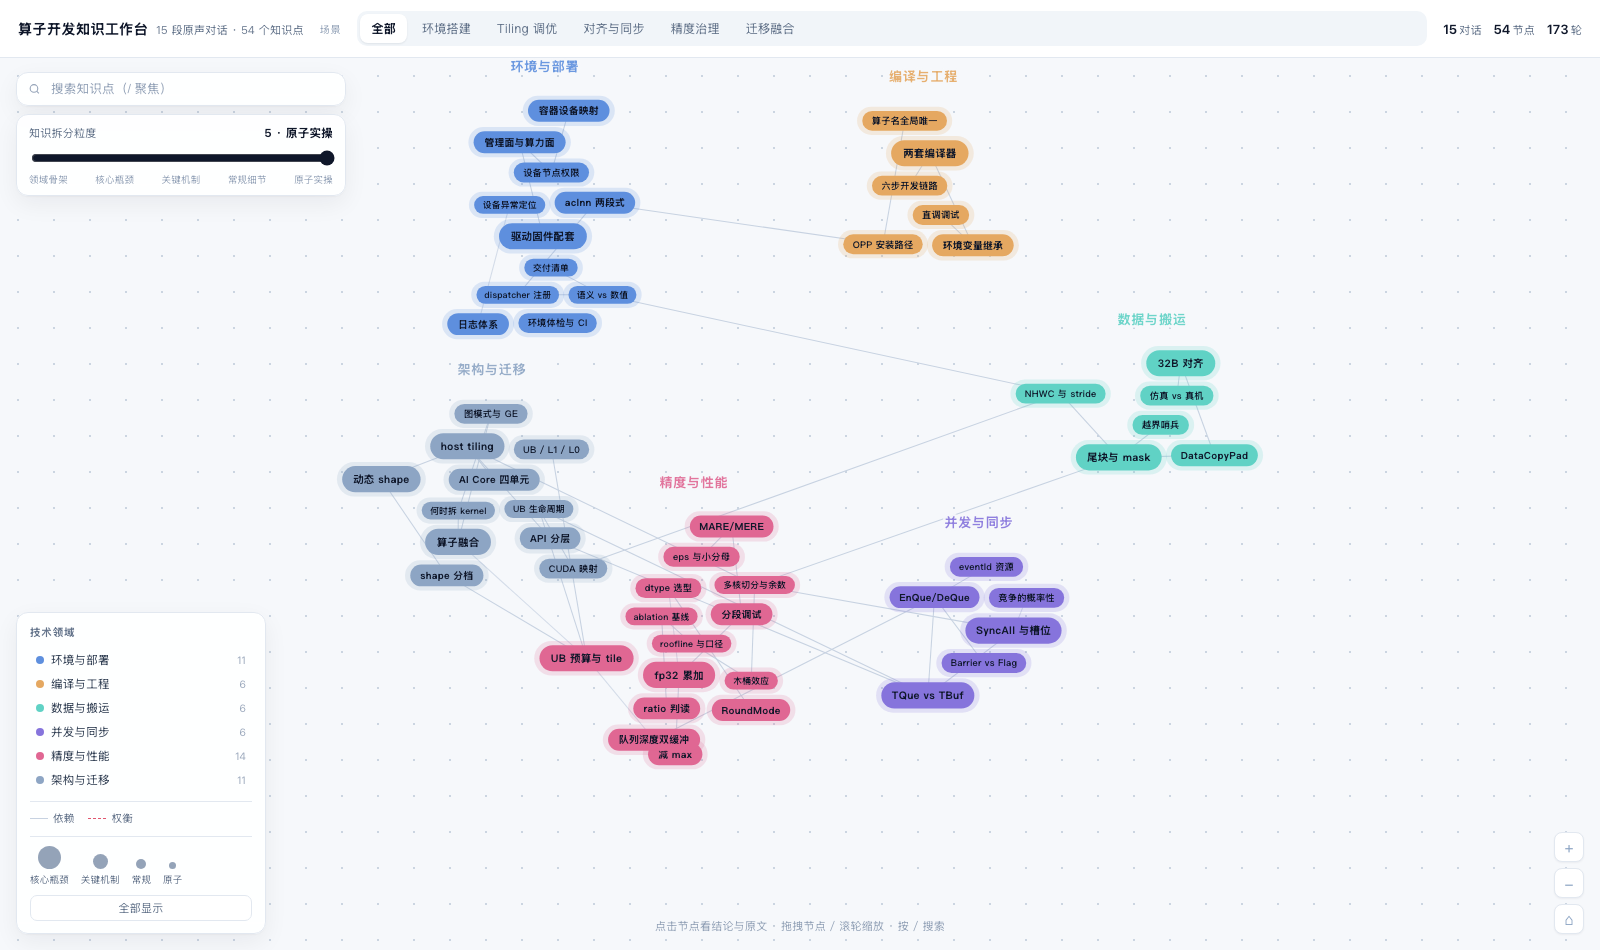 算子开发知识工作台
15 段原声对话 · 54 个知识点
场景
全部
环境搭建
Tiling 调优
对齐与同步
精度治理
迁移融合
15 对话
54 节点
173 轮
搜索知识点（/ 聚焦）
知识拆分粒度
5 · 原子实操
领域骨架
核心瓶颈
关键机制
常规细节
原子实操
环境与部署
容器设备映射
管理面与算力面
设备节点权限
设备异常定位
aclnn 两段式
驱动固件配套
交付清单
dispatcher 注册
语义 vs 数值
日志体系
环境体检与 CI
编译与工程
算子名全局唯一
两套编译器
六步开发链路
直调调试
OPP 安装路径
环境变量继承
数据与搬运
32B 对齐
NHWC 与 stride
仿真 vs 真机
越界哨兵
尾块与 mask
DataCopyPad
架构与迁移
图模式与 GE
host tiling
UB / L1 / L0
动态 shape
AI Core 四单元
何时拆 kernel
UB 生命周期
算子融合
API 分层
shape 分档
CUDA 映射
精度与性能
MARE/MERE
eps 与小分母
dtype 选型
多核切分与余数
ablation 基线
分段调试
roofline 与口径
UB 预算与 tile
fp32 累加
木桶效应
ratio 判读
RoundMode
队列深度双缓冲
减 max
并发与同步
eventId 资源
EnQue/DeQue
竞争的概率性
SyncAll 与槽位
Barrier vs Flag
TQue vs TBuf
技术领域
环境与部署 11
编译与工程 6
数据与搬运 6
并发与同步 6
精度与性能 14
架构与迁移 11
依赖
权衡
核心瓶颈
关键机制
常规
原子
全部显示
点击节点看结论与原文 · 拖拽节点 / 滚轮缩放 · 按 / 搜索
+
−
⌂